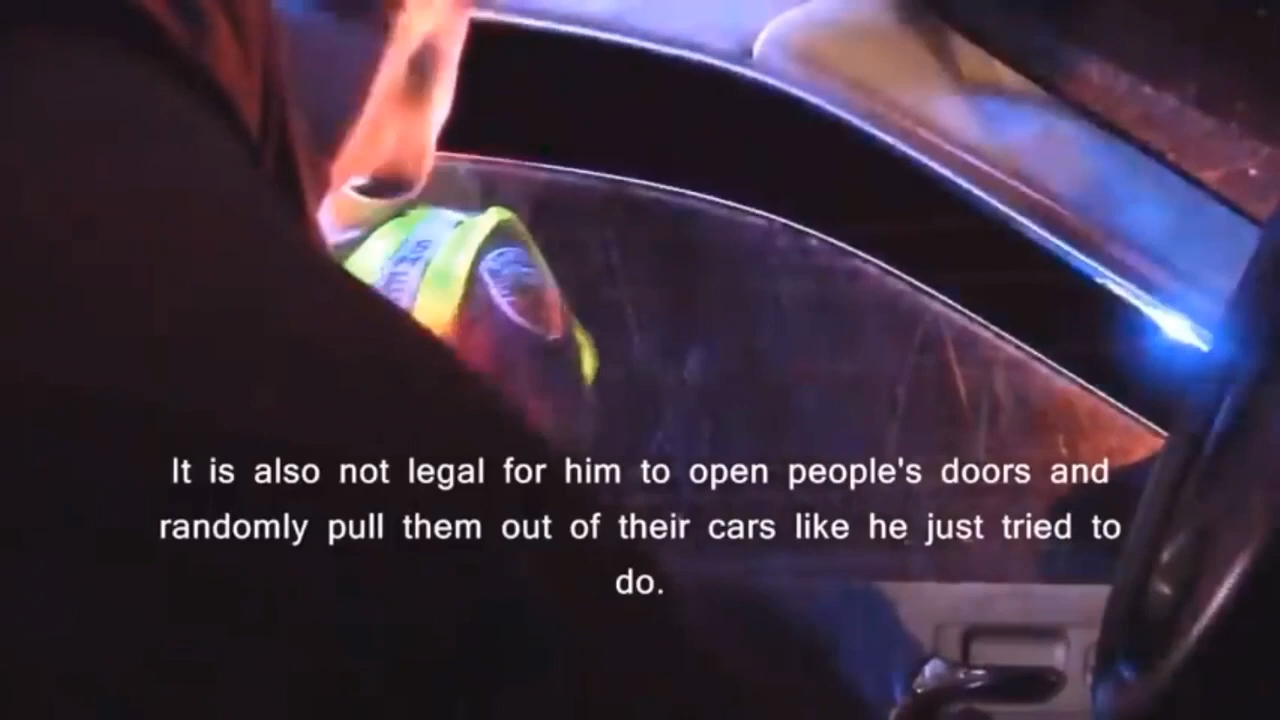 It is also not legal for him to open people's doors and
randomly pull them out of their cars like he just tried to
do.